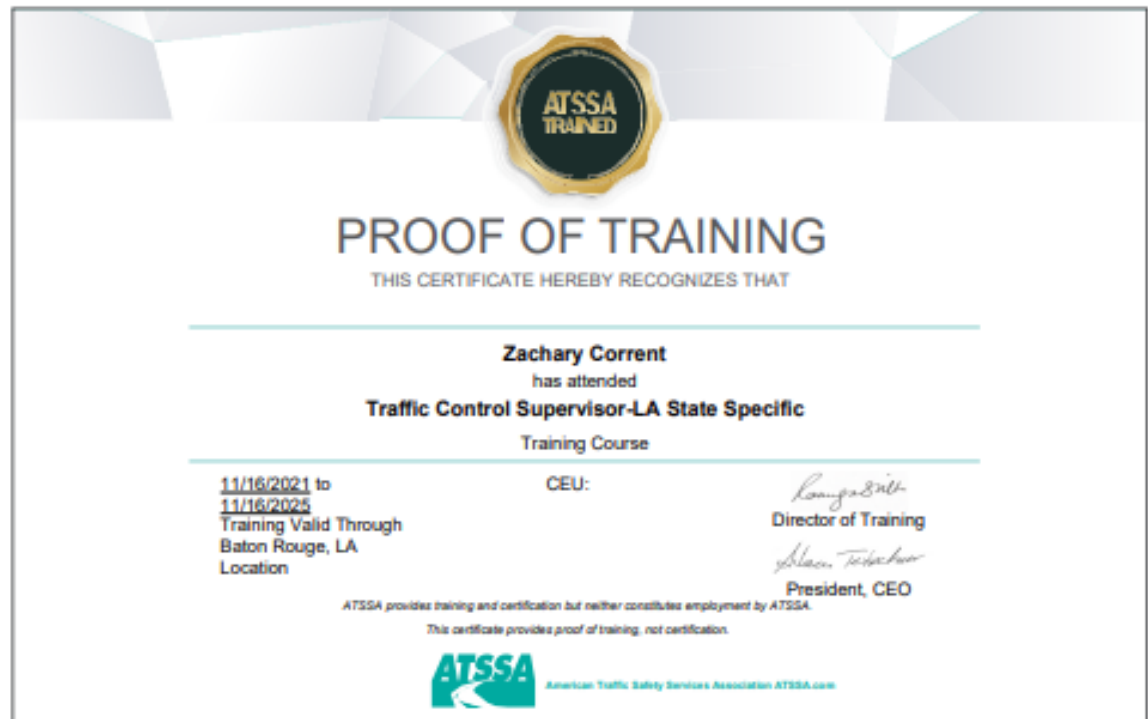 ATSSA
TRAINED
PROOF OF TRAINING
THIS CERTIFICATE HEREBY RECOGNIZES THAT
Zachary Corrent
has attended
Traffic Control Supervisor-LA State Specific
Training Course
11/16/2021 to
11/16/2025
Training Valid Through
Baton Rouge, LA
Location
CEU:
Director of Training
President, CEO
ATSSA provides training and certification but neither constitutes employment by ATSSA.
This certificate provides proof of training, not certification.
ATSSA
American Traffic Safety Services Association ATSSA.com